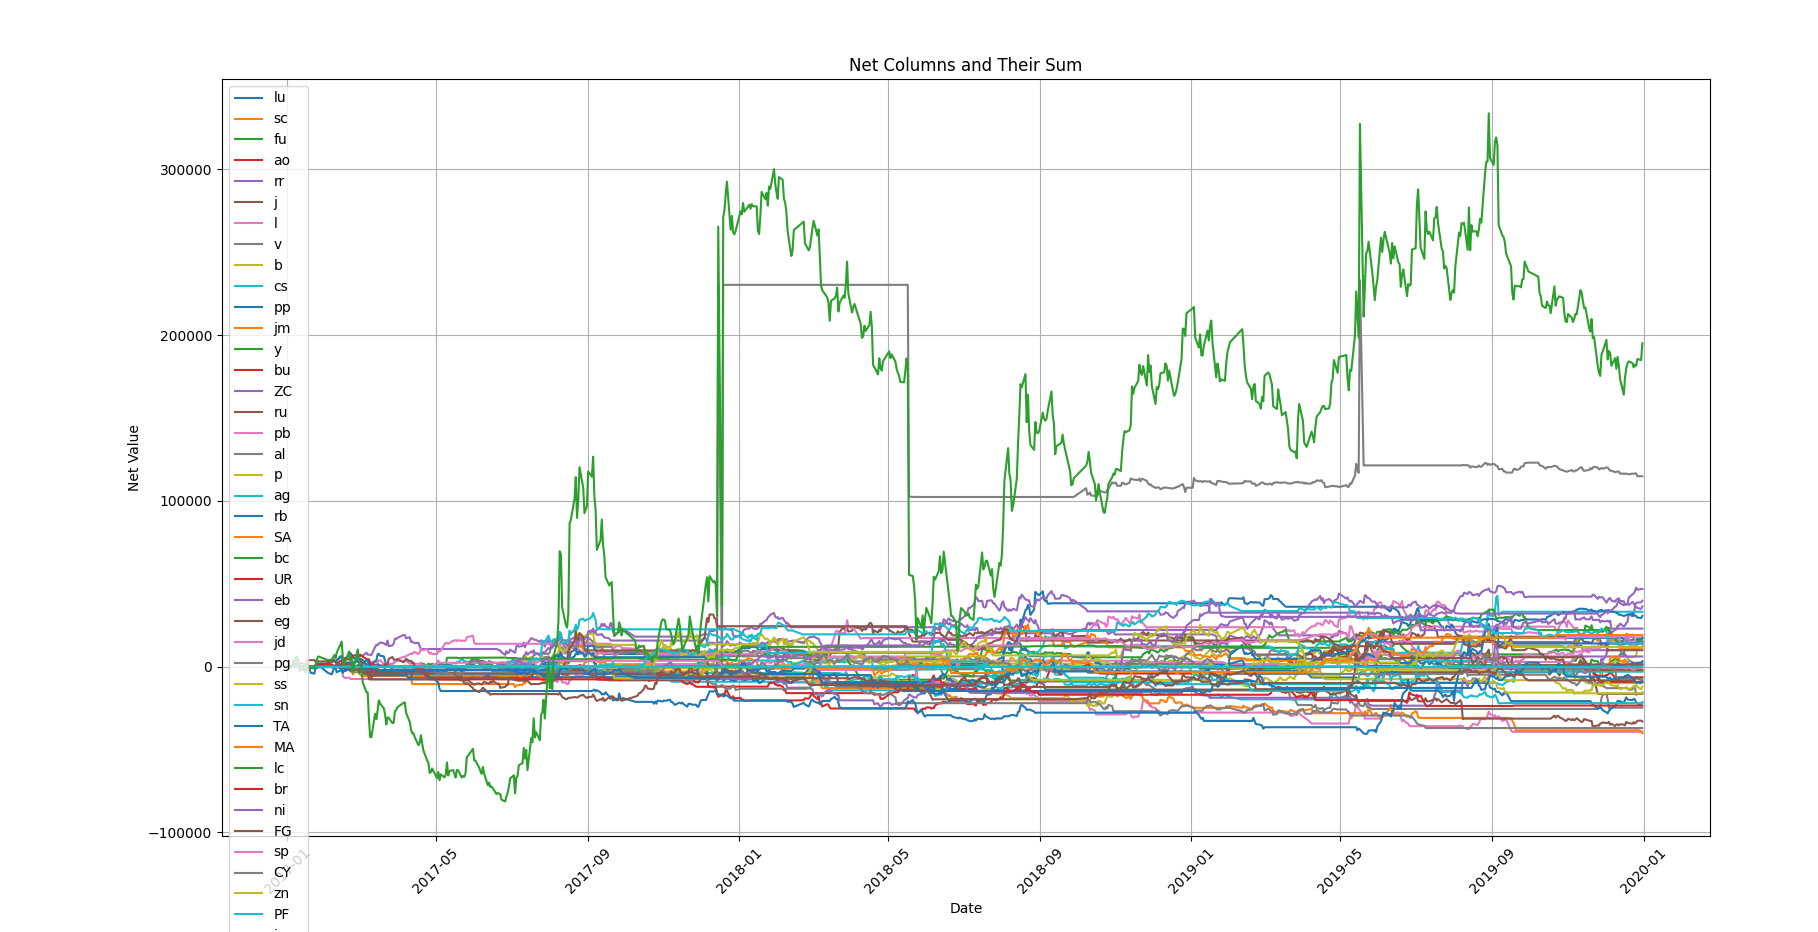 Net Columns and Their Sum
lu
sc
fu
ao
rr
j
l
v
b
cs
pp
jm
y
bu
ZC
ru
pb
al
p
ag
rb
SA
bc
UR
eb
eg
jd
pg
ss
sn
TA
MA
lc
br
ni
FG
sp
CY
zn
PF
300000
200000
100000
0
−100000
Net Value
2017-01
2017-05
2017-09
2018-01
2018-05
2018-09
2019-01
2019-05
2019-09
2020-01
Date